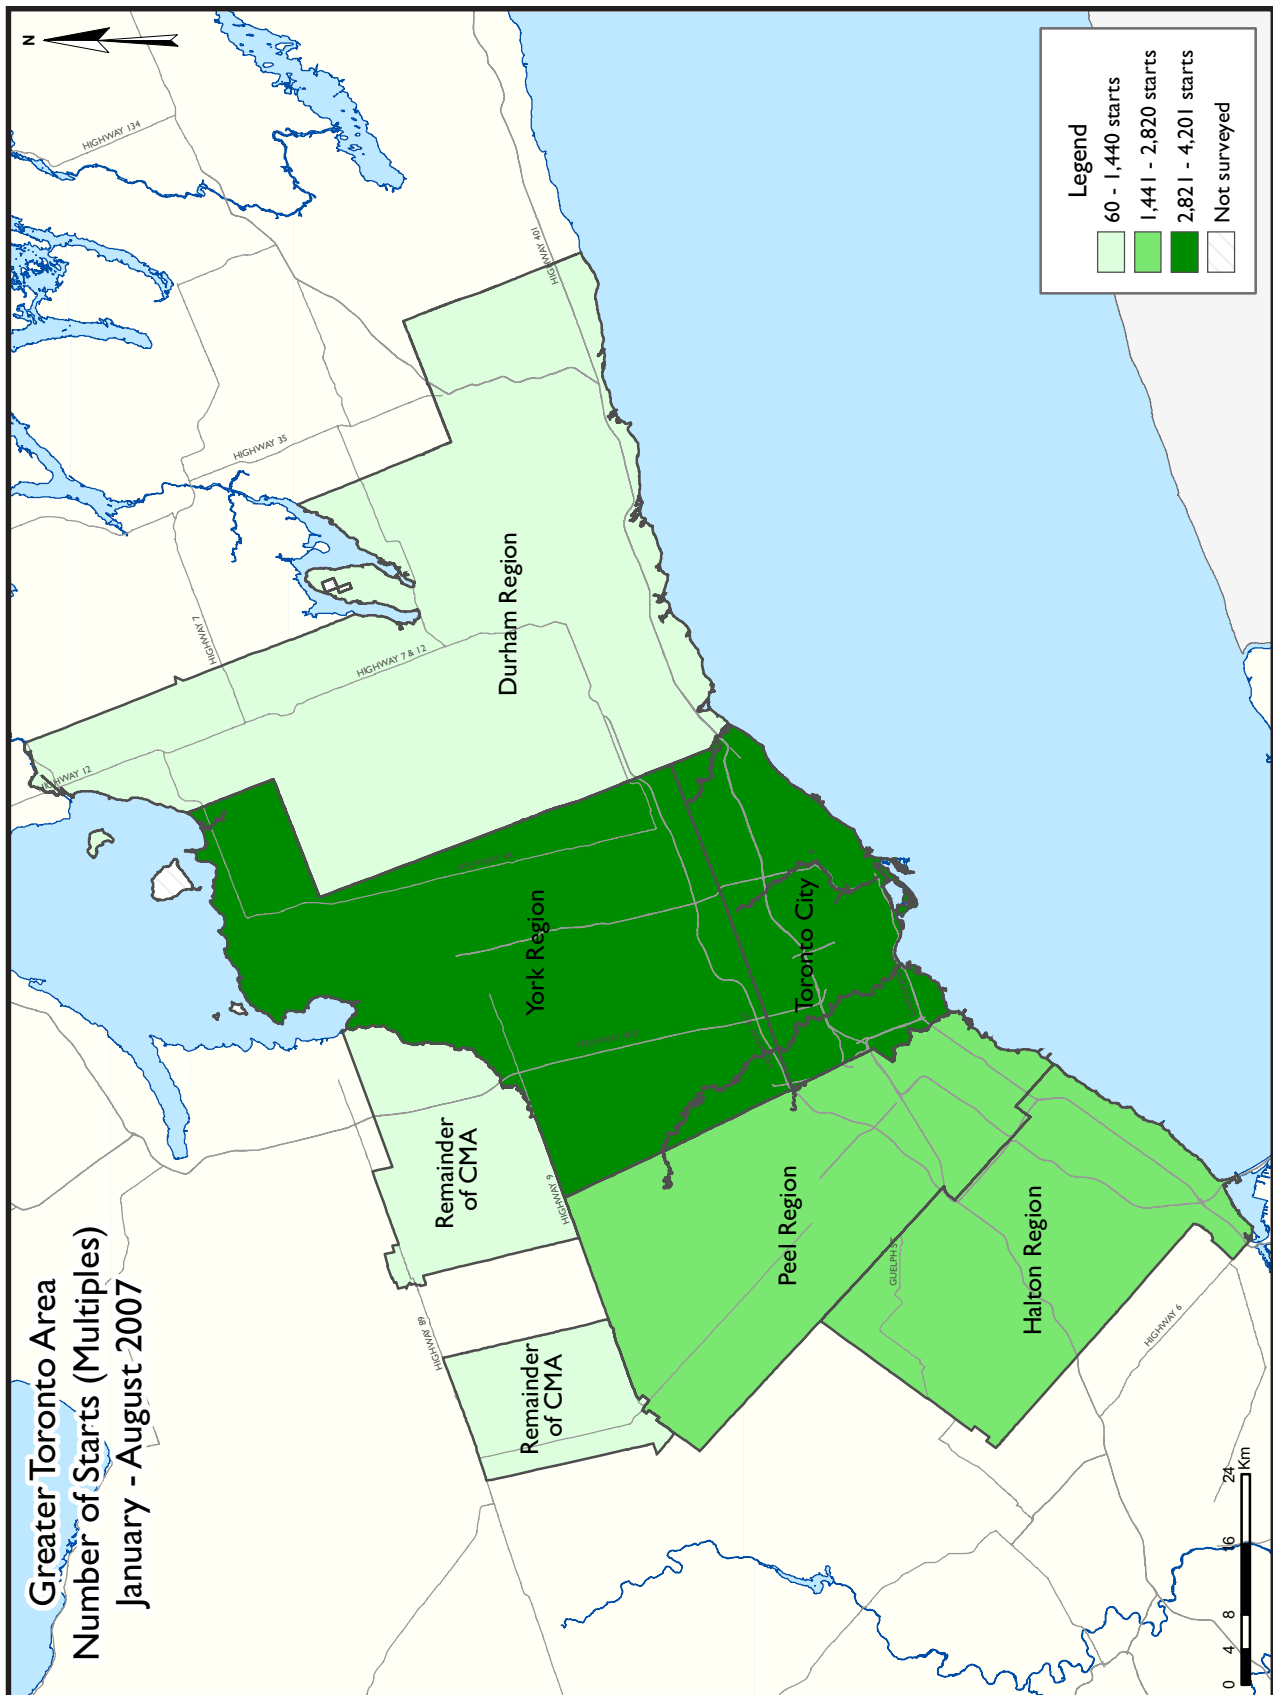 Greater Toronto Area
Number of Starts (Multiples)
January - August 2007
N
HIGHWAY 134
HIGHWAY 401
HIGHWAY 35
HIGHWAY 7
HIGHWAY 7 & 12
HIGHWAY 12
Durham Region
York Region
Toronto City
Remainder
of CMA
HIGHWAY 9
HIGHWAY 89
Remainder
of CMA
Peel Region
GUELPH ST
Halton Region
HIGHWAY 6
Legend
60 - 1,440 starts
1,441 - 2,820 starts
2,821 - 4,201 starts
Not surveyed
0 4 8 16 24
Km